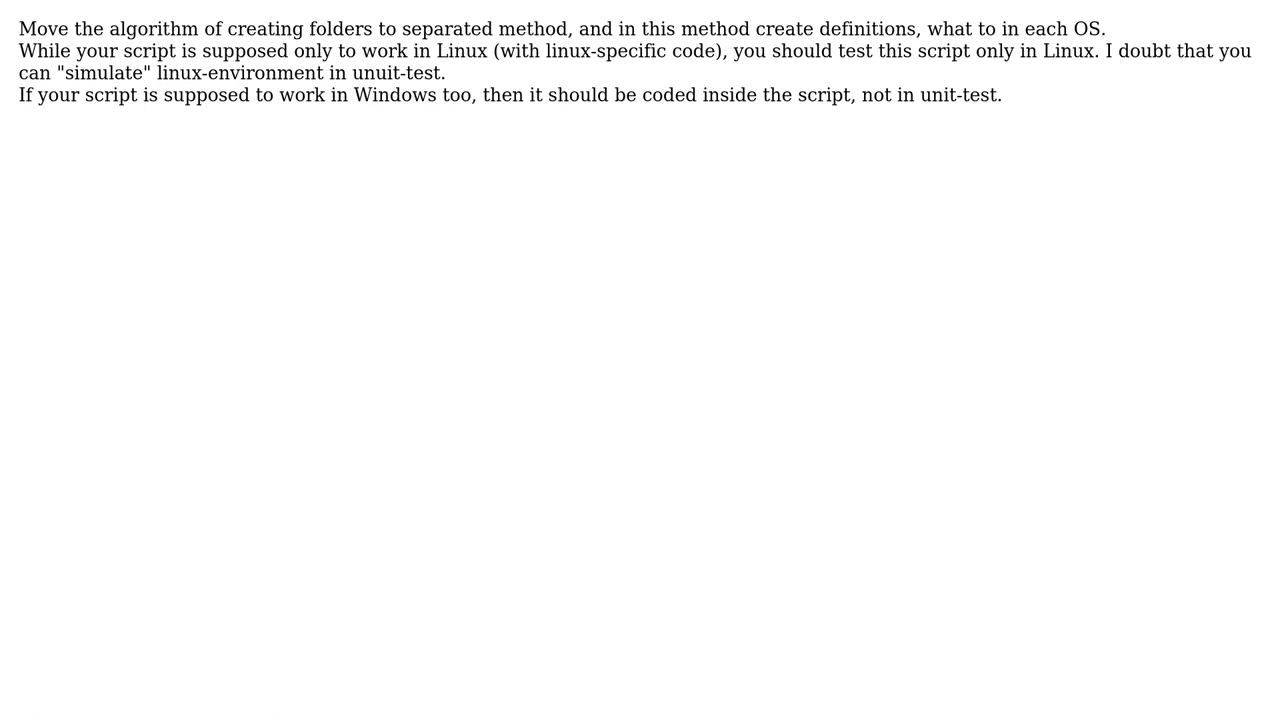 Move the algorithm of creating folders to separated method, and in this method create definitions, what to in each OS.
While your script is supposed only to work in Linux (with linux-specific code), you should test this script only in Linux. I doubt that you
can "simulate" linux-environment in unuit-test.
If your script is supposed to work in Windows too, then it should be coded inside the script, not in unit-test.